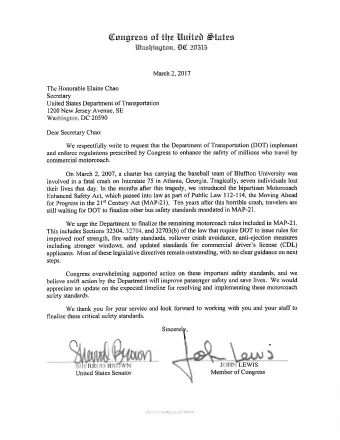 Congress of the United States
Washington, DC 20515
March 2, 2017
The Honorable Elaine Chao
Secretary
United States Department of Transportation
1200 New Jersey Avenue, SE
Washington, DC 20590
Dear Secretary Chao:
We respectfully write to request that the Department of Transportation (DOT) implement
and enforce regulations prescribed by Congress to enhance the safety of millions who travel by
commercial motorcoach.
On March 2, 2007, a charter bus carrying the baseball team of Bluffton University was
involved in a fatal crash on Interstate 75 in Atlanta, Georgia. Tragically, seven individuals lost
their lives that day. In the months after this tragedy, we introduced the bipartisan Motorcoach
Enhanced Safety Act, which passed into law as part of Public Law 112-114, the Moving Ahead
for Progress in the 21st Century Act (MAP-21). Ten years after this horrible crash, travelers are
still waiting for DOT to finalize other bus safety standards mandated in MAP-21.
We urge the Department to finalize the remaining motorcoach rules included in MAP-21.
This includes Sections 32304, 32704, and 32703(b) of the law that require DOT to issue rules for
improved roof strength, fire safety standards, rollover crash avoidance, anti-ejection measures
including stronger windows, and updated standards for commercial driver's license (CDL)
applicants. Most of these legislative directives remain outstanding, with no clear guidance on next
steps.
Congress overwhelmingly supported action on these important safety standards, and we
believe swift action by the Department will improve passenger safety and save lives. We would
appreciate an update on the expected timeline for resolving and implementing these motorcoach
safety standards.
We thank you for your service and look forward to working with you and your staff to
finalize these critical safety standards.
Sincerely,
Sherrod Brown John Lewis
SHERROD BROWN JOHN LEWIS
United States Senator Member of Congress